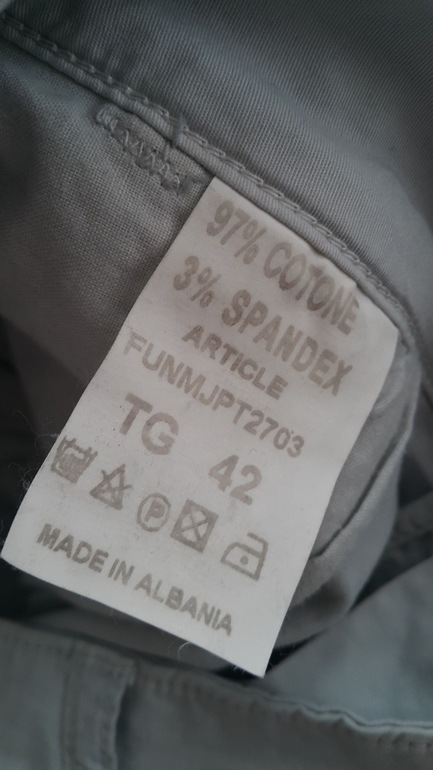 97% COTONE
3% SPANDEX
ARTICLE
FUNMJPT2703
TG 42
P
MADE IN ALBANIA